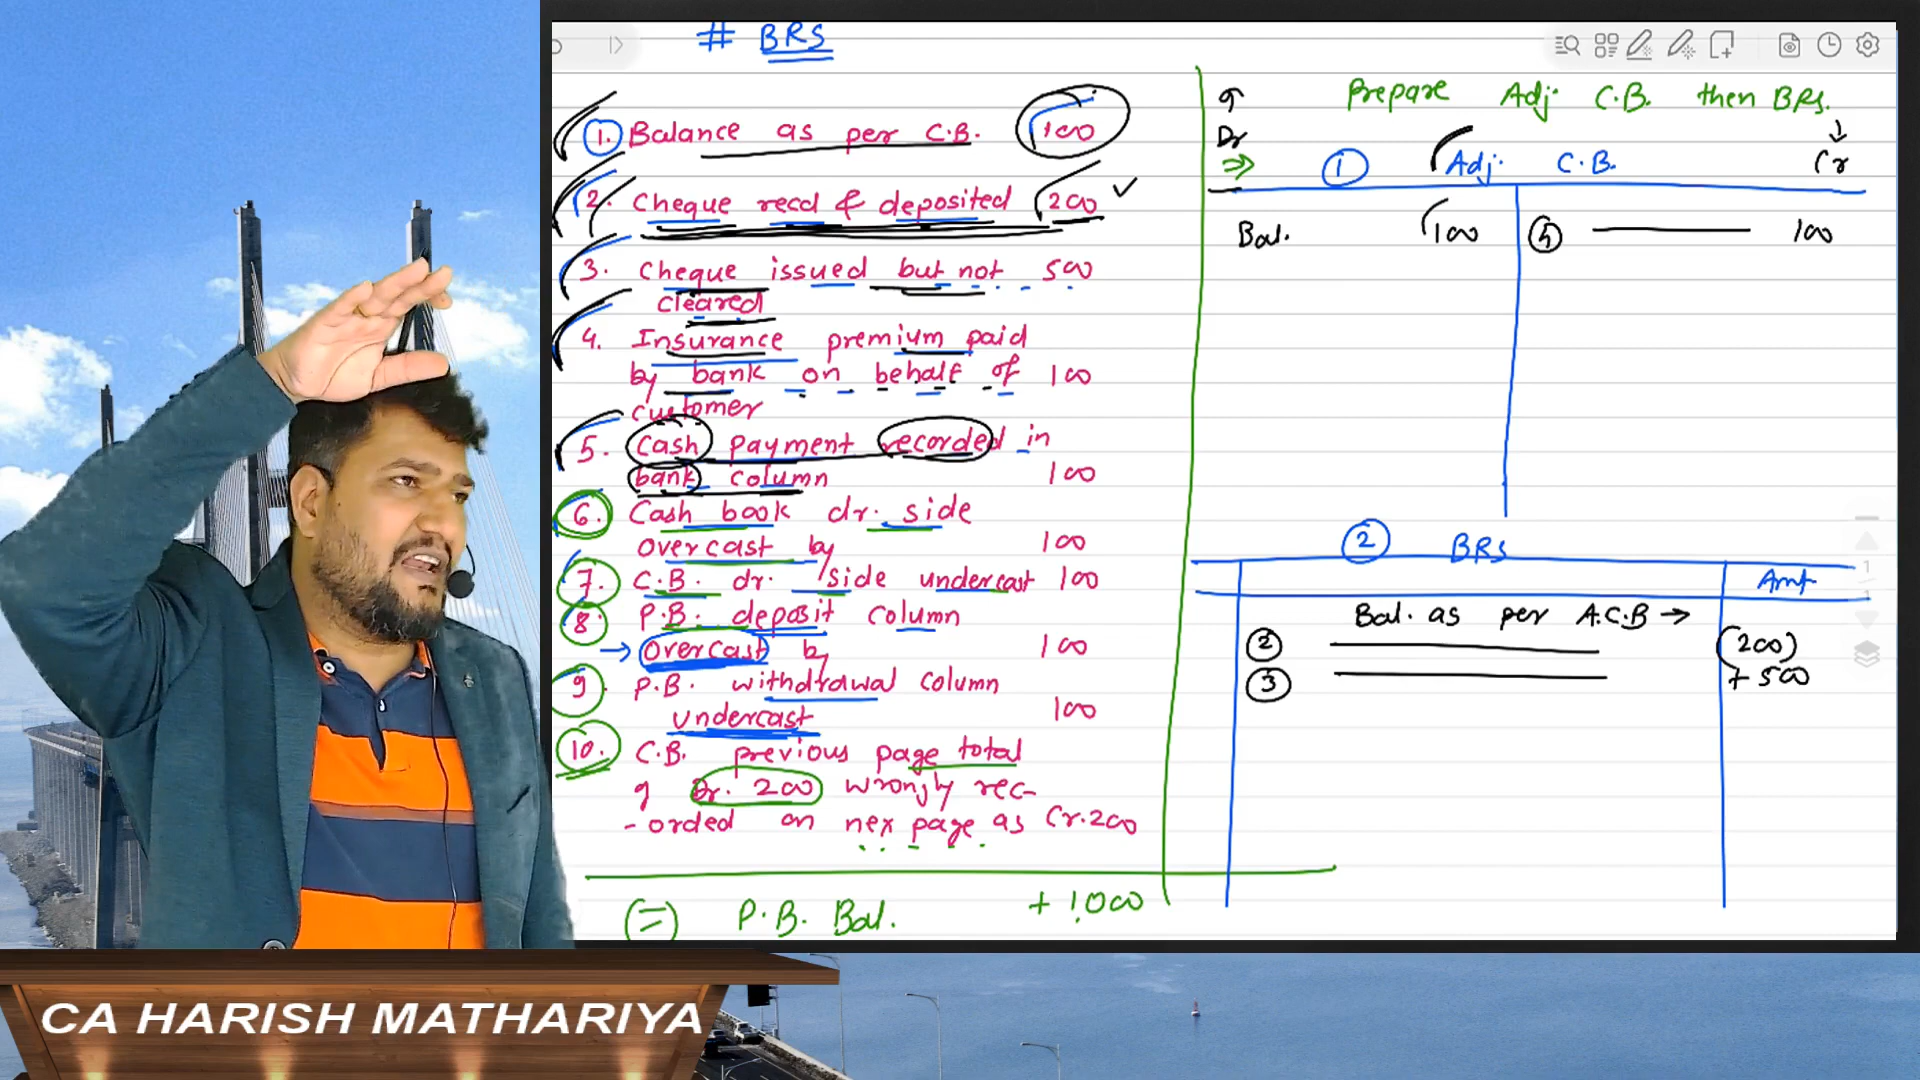 # BRS
1. Balance as per C.B. 100
2. Cheque recd & deposited 200 ✓
3. Cheque issued but not 500
cleared
4. Insurance premium paid
by bank on behalf of 100
customer
5. Cash payment recorded in
bank column 100
6. Cash book dr. side
overcast by 100
7. C.B. dr. side undercast 100
8. P.B. deposit column
→ overcast by 100
9. P.B. withdrawal column
undercast 100
10. C.B. previous page total
of Dr. 200 wrongly rec-
-orded on nex page as Cr. 200
(=) P.B. Bal. + 1,000
Prepare Adj. C.B. then BRS.
Dr ⇒ 1 Adj. C.B. Cr
Bal. 100 5 100
2 BRS
Amt
Bal. as per A.C.B →
2 (200)
3 + 500
CA HARISH MATHARIYA